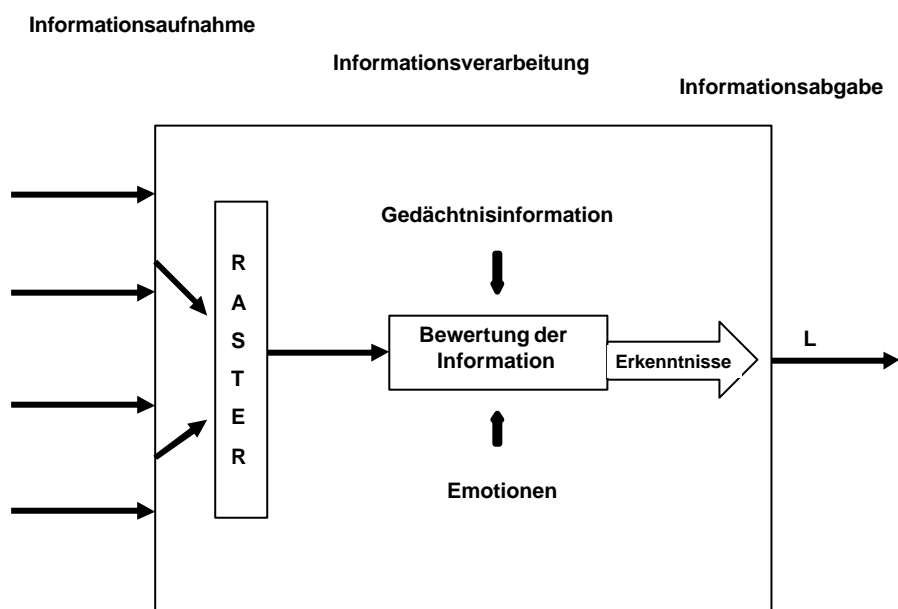 Informationsaufnahme
Informationsverarbeitung
Informationsabgabe
Gedächtnisinformation
R
A
S
T
E
R
Bewertung der
Information
Erkenntnisse
L
Emotionen